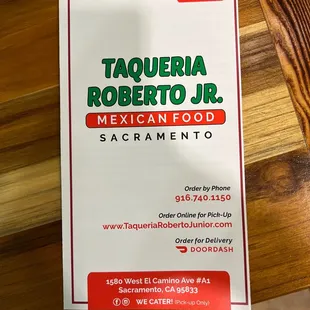 TAQUERIA
ROBERTO JR.
MEXICAN FOOD
SACRAMENTO
Order by Phone
916.740.1150
Order Online for Pick-Up
www.TaqueriaRobertoJunior.com
Order for Delivery
DOORDASH
1580 West El Camino Ave #A1
Sacramento, CA 95833
WE CATER! (Pick-up Only)